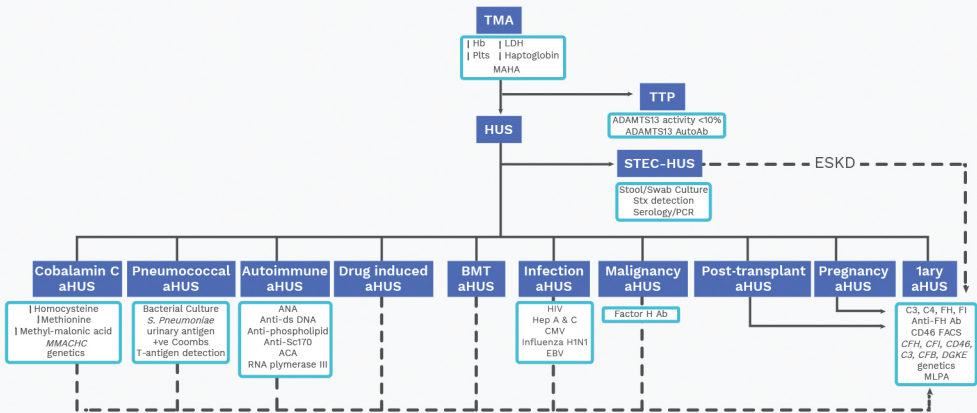 TMA
| Hb | LDH
| Plts | Haptoglobin
MAHA
TTP
ADAMTS13 activity <10%
ADAMTS13 AutoAb
HUS
STEC-HUS
ESKD
Stool/Swab Culture
Stx detection
Serology/PCR
Cobalamin C
aHUS
| Homocysteine
| Methionine
| Methyl-malonic acid
MMACHC
genetics
Pneumococcal
aHUS
Bacterial Culture
S. Pneumoniae
urinary antigen
+ve Coombs
T-antigen detection
Autoimmune
aHUS
ANA
Anti-ds DNA
Anti-phospholipid
Anti-Sc170
ACA
RNA plymerase III
Drug induced
aHUS
BMT
aHUS
Infection
aHUS
HIV
Hep A & C
CMV
Influenza H1N1
EBV
Malignancy
aHUS
Factor H Ab
Post-transplant
aHUS
Pregnancy
aHUS
1ary
aHUS
C3, C4, FH, FI
Anti-FH Ab
CD46 FACS
CFH, CFI, CD46,
C3, CFB, DGKE
genetics
MLPA